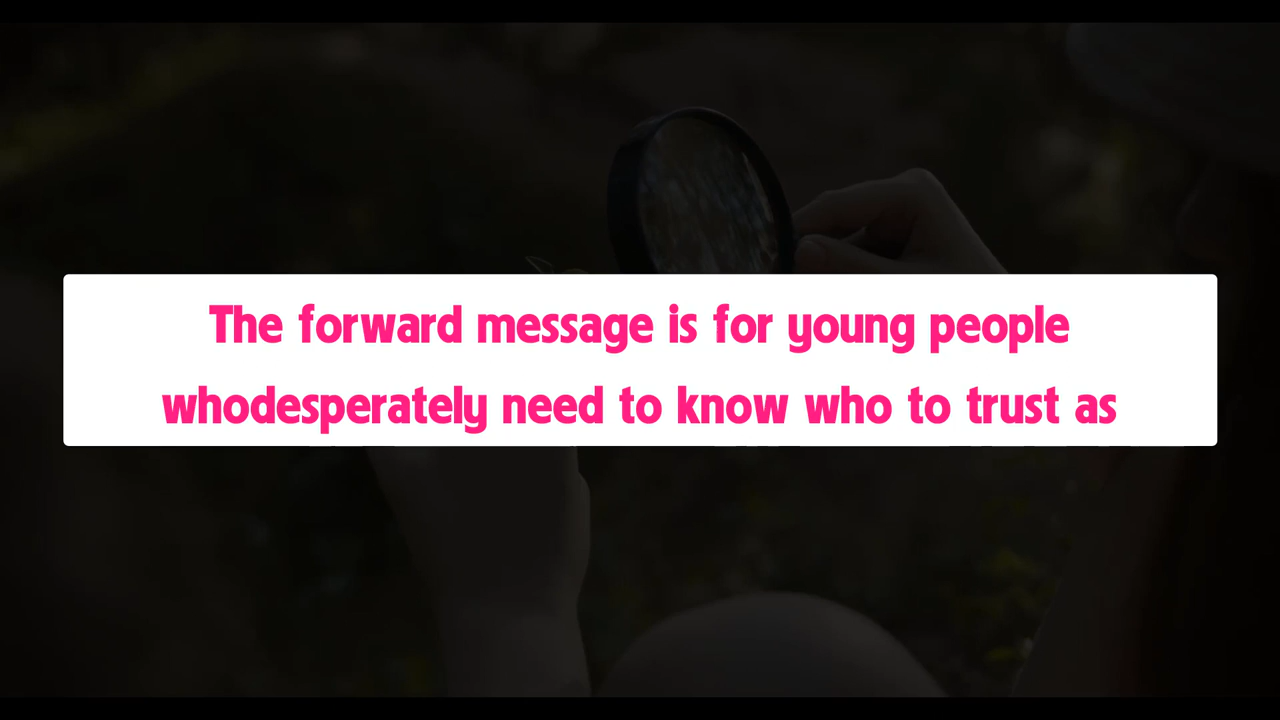 The forward message is for young people
whodesperately need to know who to trust as